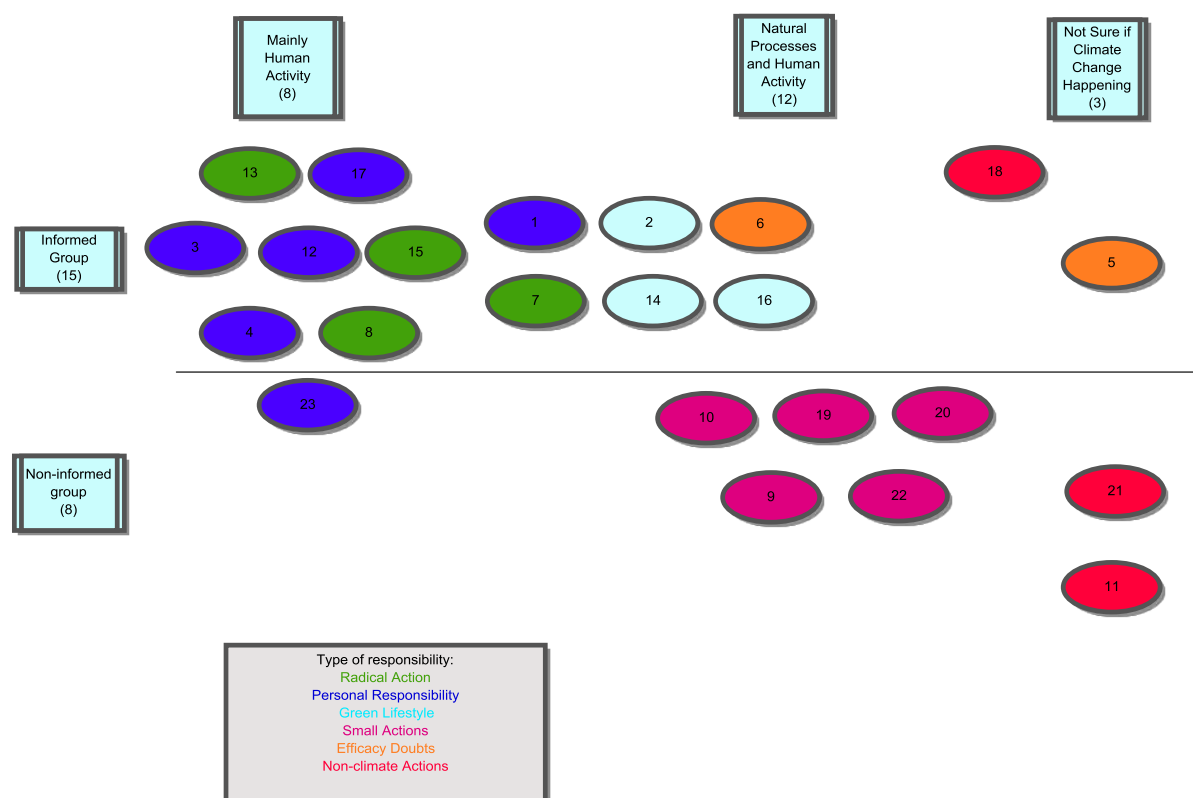 Mainly
Human
Activity
(8)
Natural
Processes
and Human
Activity
(12)
Not Sure if
Climate
Change
Happening
(3)
13
17
18
Informed
Group
(15)
3
12
15
1
2
6
5
7
14
16
4
8
23
10
19
20
Non-informed
group
(8)
9
22
21
11
Type of responsibility:
Radical Action
Personal Responsibility
Green Lifestyle
Small Actions
Efficacy Doubts
Non-climate Actions